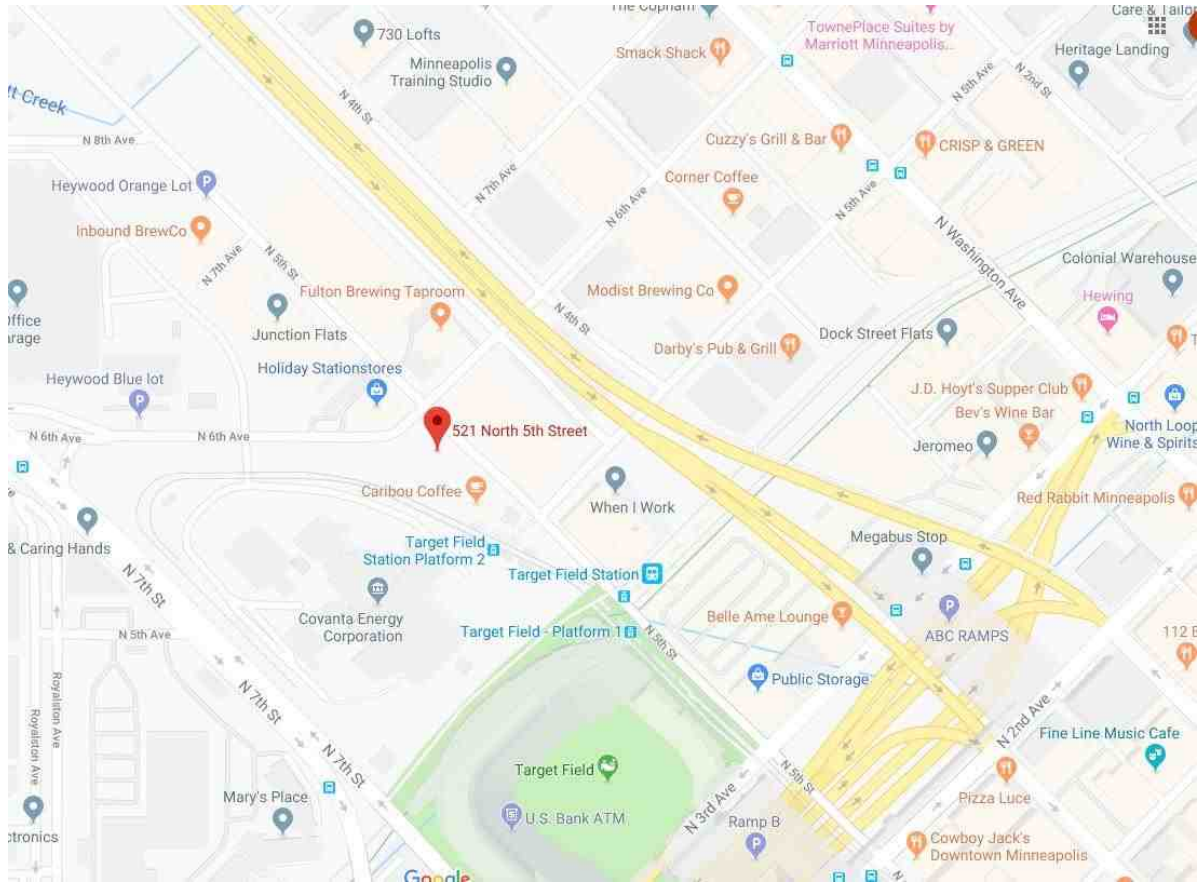 The Copham
Care & Tailo
730 Lofts
TownePlace Suites by
Marriott Minneapolis...
Smack Shack
Heritage Landing
Minneapolis
Training Studio
N 5th Ave
N 2nd St
Creek
N 4th St
N 8th Ave
Cuzzy's Grill & Bar
CRISP & GREEN
Heywood Orange Lot
N 7th Ave
Corner Coffee
N 6th Ave
N 5th Ave
Inbound BrewCo
N 7th Ave
N 5th St
N Washington Ave
Colonial Warehouse
Fulton Brewing Taproom
Modist Brewing Co
Hewing
Office
arage
Junction Flats
N 4th St
Dock Street Flats
Darby's Pub & Grill
Holiday Stationstores
Heywood Blue lot
J.D. Hoyt's Supper Club
Bev's Wine Bar
N 6th Ave
N 6th Ave
521 North 5th Street
North Loop
Wine & Spirits
Jeromeo
Caribou Coffee
When I Work
Red Rabbit Minneapolis
& Caring Hands
Target Field
Station Platform 2
Megabus Stop
N 7th St
Target Field Station
Covanta Energy
Corporation
Belle Ame Lounge
ABC RAMPS
N 5th Ave
Target Field - Platform 1
N 5th St
112 E
Royalston Ave
Royalston Ave
N 7th St
Public Storage
N 2nd Ave
N 7th St
Fine Line Music Cafe
Target Field
N 5th St
Mary's Place
N 3rd Ave
Pizza Luce
U.S. Bank ATM
Ramp B
ctronics
Cowboy Jack's
Downtown Minneapolis
Google